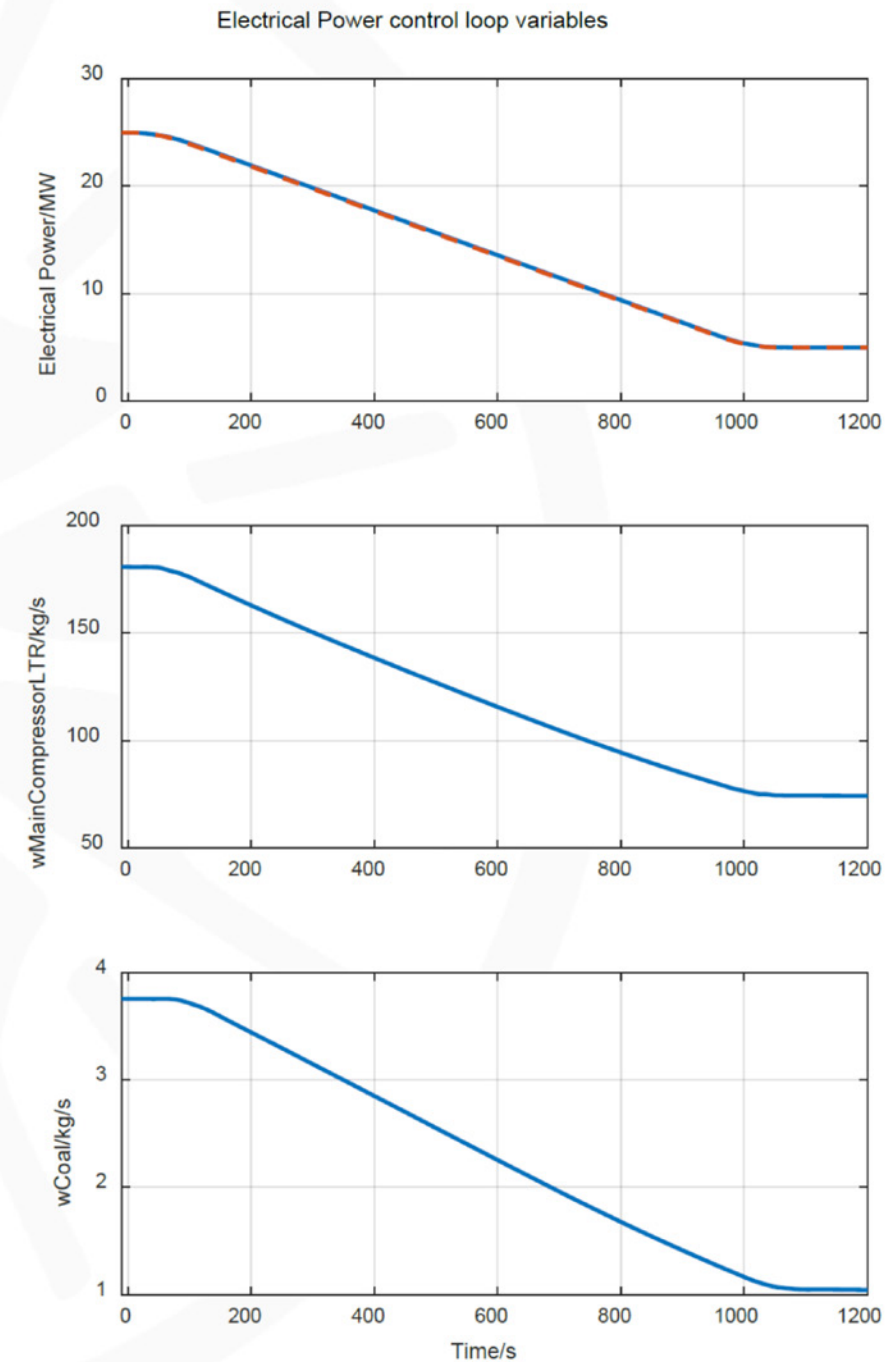 Electrical Power control loop variables
30
20
10
0
Electrical Power/MW
0 200 400 600 800 1000 1200
200
150
100
50
wMainCompressorLTR/kg/s
0 200 400 600 800 1000 1200
4
3
2
1
wCoal/kg/s
0 200 400 600 800 1000 1200
Time/s